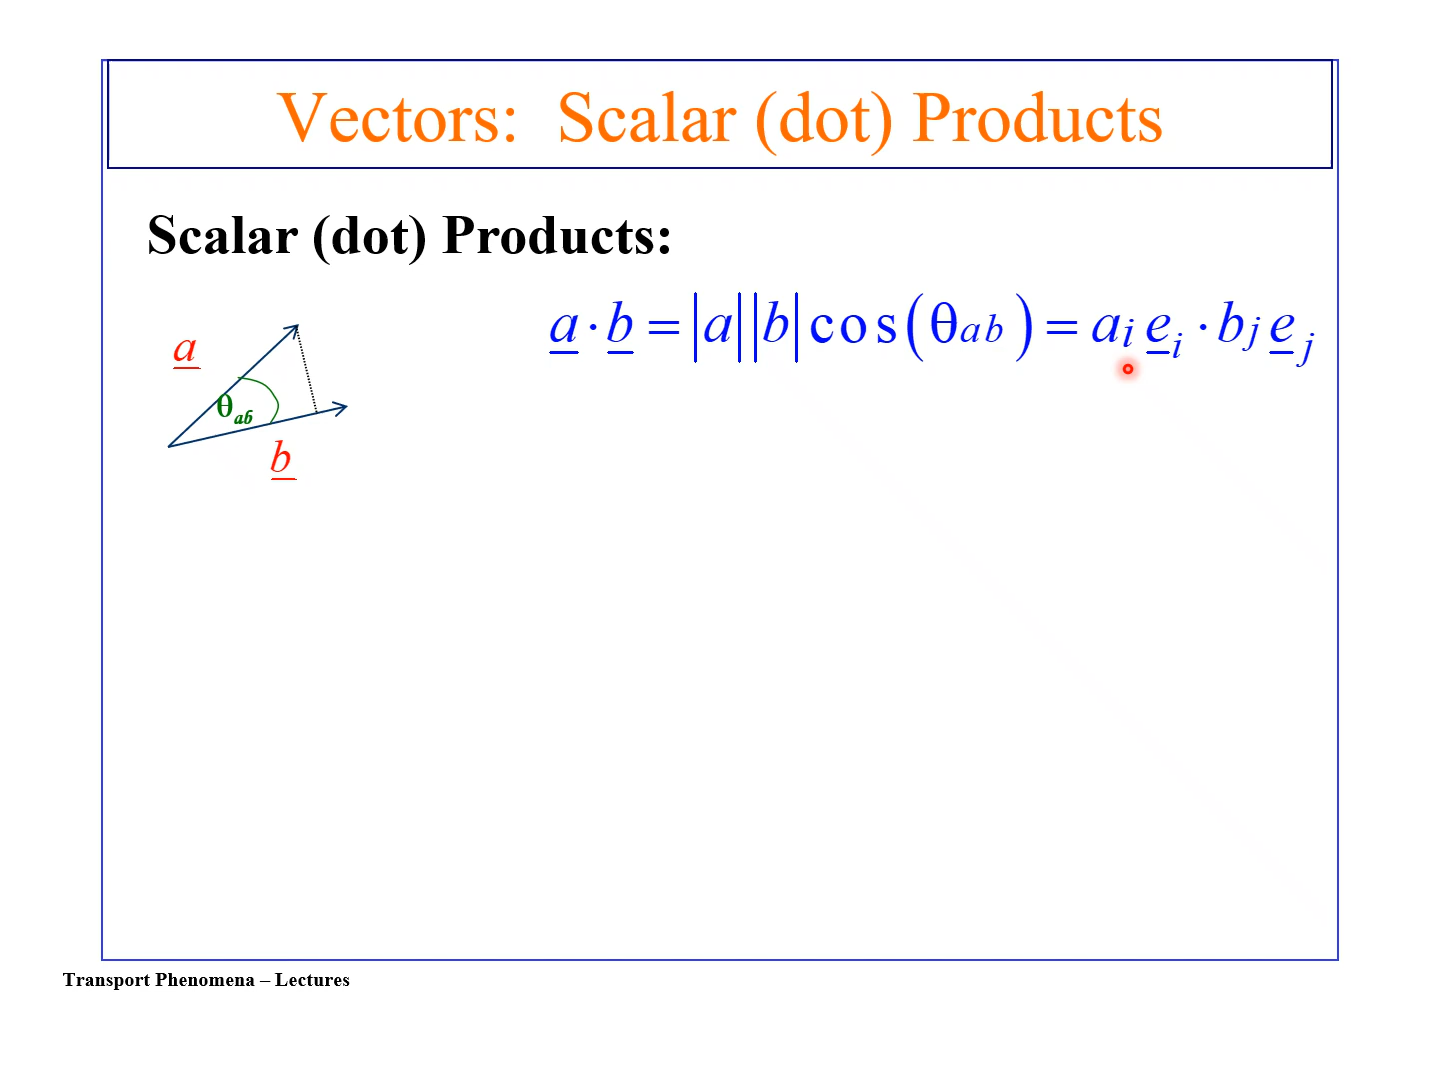 Vectors: Scalar (dot) Products
Scalar (dot) Products:
a · b = |a||b| cos(θab) = ai ei · bj ej
a
θab
b
Transport Phenomena – Lectures